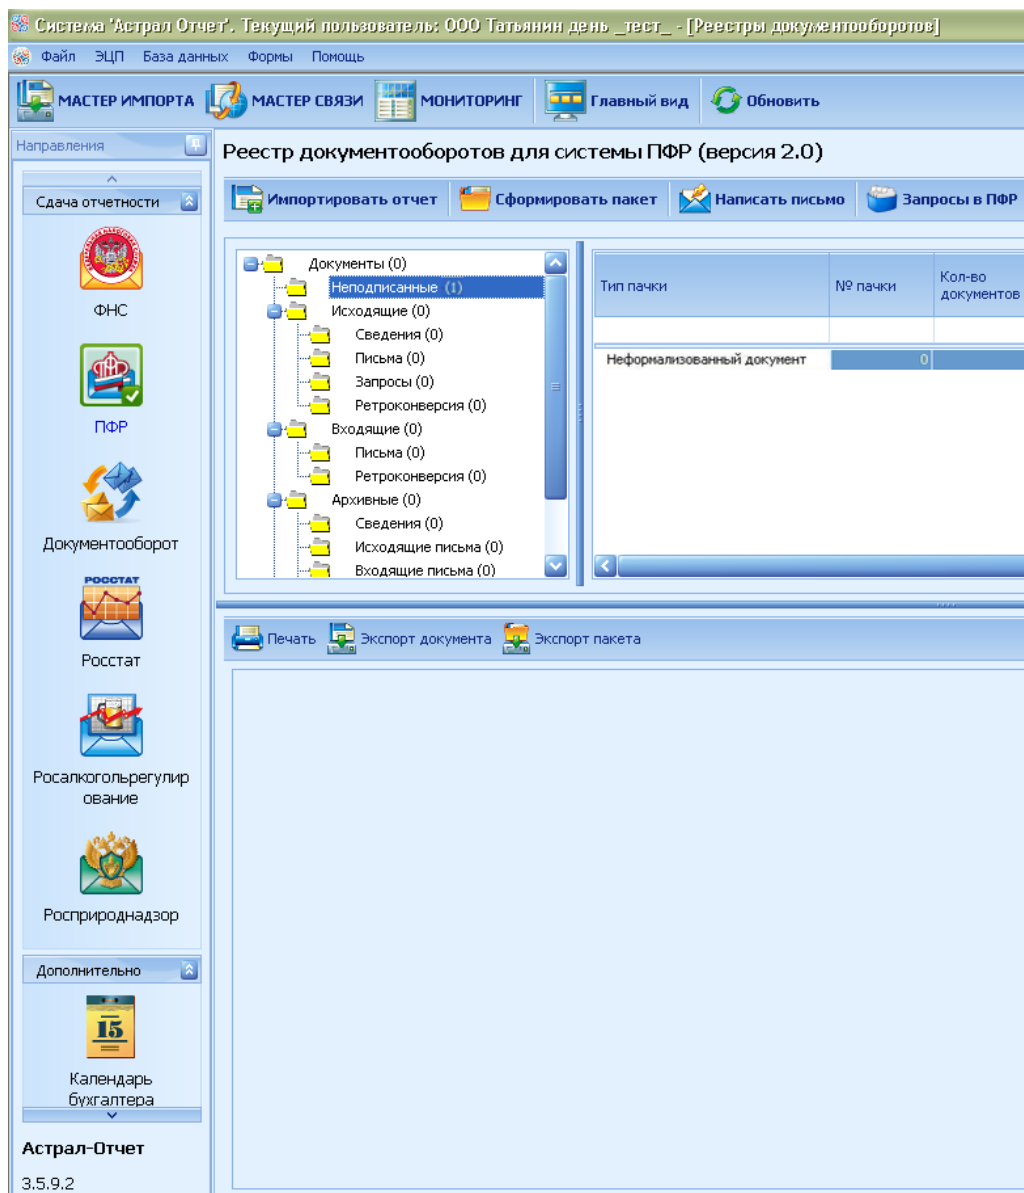 Система 'Астрал Отчет'. Текущий пользователь: ООО Татьянин день _тест_ - [Реестры документооборотов]
Файл ЭЦП База данных Формы Помощь
МАСТЕР ИМПОРТА МАСТЕР СВЯЗИ МОНИТОРИНГ Главный вид Обновить
Направления
Реестр документооборотов для системы ПФР (версия 2.0)
Сдача отчетности
Импортировать отчет Сформировать пакет Написать письмо Запросы в ПФР
ФНС
ПФР
Документооборот
РОССТАТ
Росстат
Росалкогольрегулир
ование
Росприроднадзор
Дополнительно
15
Календарь
бухгалтера
Астрал-Отчет
3.5.9.2
Документы (0)
Неподписанные (1)
Исходящие (0)
Сведения (0)
Письма (0)
Запросы (0)
Ретроконверсия (0)
Входящие (0)
Письма (0)
Ретроконверсия (0)
Архивные (0)
Сведения (0)
Исходящие письма (0)
Входящие письма (0)
Тип пачки № пачки Кол-во
документов
Неформализованный документ 0
Печать Экспорт документа Экспорт пакета